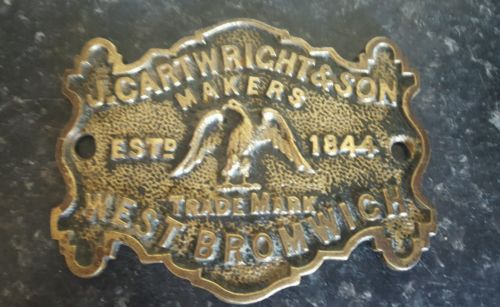 J. CARTWRIGHT & SON
MAKERS
ESTD 1844
TRADE MARK
WEST BROMWICH